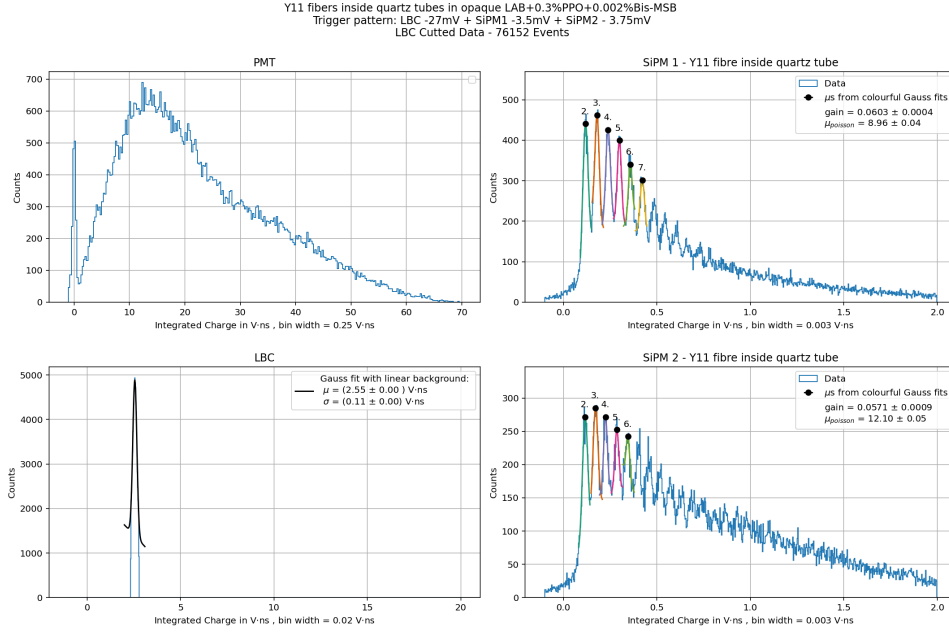 Y11 fibers inside quartz tubes in opaque LAB+0.3%PPO+0.002%Bis-MSB
Trigger pattern: LBC -27mV + SiPM1 -3.5mV + SiPM2 - 3.75mV
LBC Cutted Data - 76152 Events
PMT
700
600
500
400
300
200
100
0
Counts
0 10 20 30 40 50 60 70
Integrated Charge in V·ns , bin width = 0.25 V·ns
SiPM 1 - Y11 fibre inside quartz tube
500
400
300
200
100
0
Counts
2. 3. 4. 5. 6. 7.
Data
μs from colourful Gauss fits
gain = 0.0603 ± 0.0004
μpoisson = 8.96 ± 0.04
0.0 0.5 1.0 1.5 2.0
Integrated Charge in V·ns , bin width = 0.003 V·ns
LBC
5000
4000
3000
2000
1000
0
Counts
Gauss fit with linear background:
μ = (2.55 ± 0.00 ) V·ns
σ = (0.11 ± 0.00) V·ns
0 5 10 15 20
Integrated Charge in V·ns , bin width = 0.02 V·ns
SiPM 2 - Y11 fibre inside quartz tube
350
300
250
200
150
100
50
0
Counts
2. 3. 4. 5. 6.
Data
μs from colourful Gauss fits
gain = 0.0571 ± 0.0009
μpoisson = 12.10 ± 0.05
0.0 0.5 1.0 1.5 2.0
Integrated Charge in V·ns , bin width = 0.003 V·ns